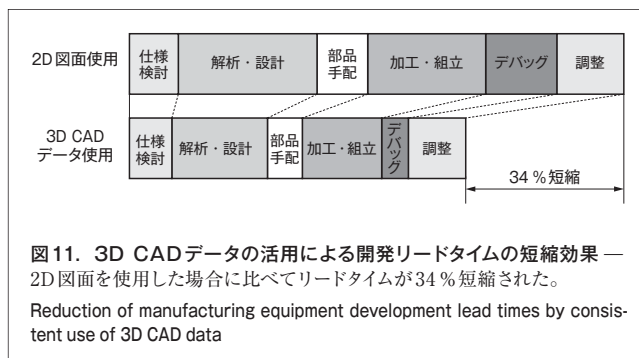 2D図面使用
仕様
検討
解析・設計
部品
手配
加工・組立
デバッグ
調整
3D CAD
データ使用
仕様
検討
解析・設計
部品
手配
加工・組立
デバッグ
調整
34 %短縮
図11. 3D CADデータの活用による開発リードタイムの短縮効果 —
2D図面を使用した場合に比べてリードタイムが34 %短縮された。
Reduction of manufacturing equipment development lead times by consis-
tent use of 3D CAD data